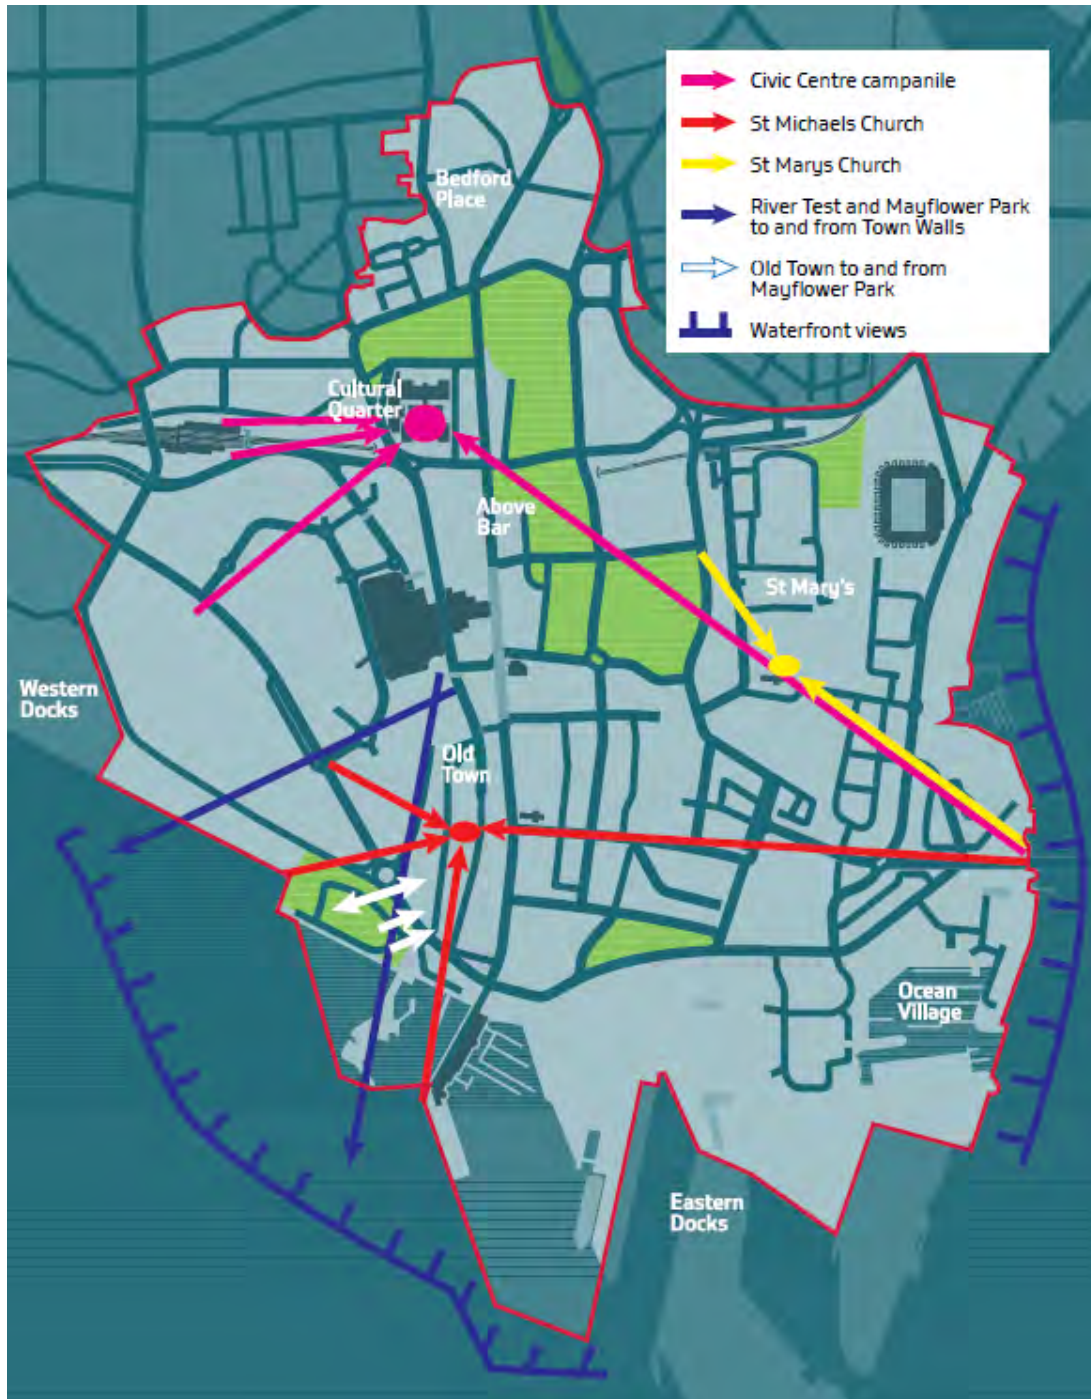 Civic Centre campanile
St Michaels Church
St Marys Church
River Test and Mayflower Park
to and from Town Walls
Old Town to and from
Mayflower Park
Waterfront views
Bedford
Place
Cultural
Quarter
Above
Bar
St Mary's
Western
Docks
Old
Town
Ocean
Village
Eastern
Docks